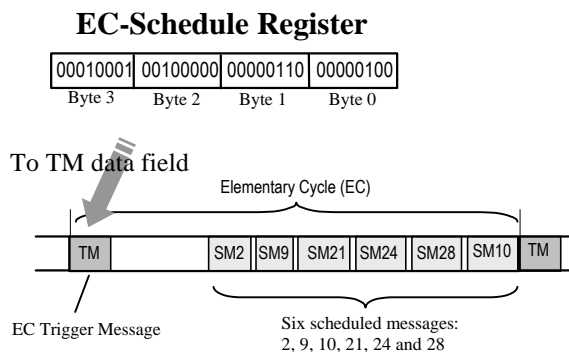 EC-Schedule Register
00010001 00100000 00000110 00000100
Byte 3 Byte 2 Byte 1 Byte 0
To TM data field
Elementary Cycle (EC)
TM SM2 SM9 SM21 SM24 SM28 SM10 TM
EC Trigger Message
Six scheduled messages:
2, 9, 10, 21, 24 and 28